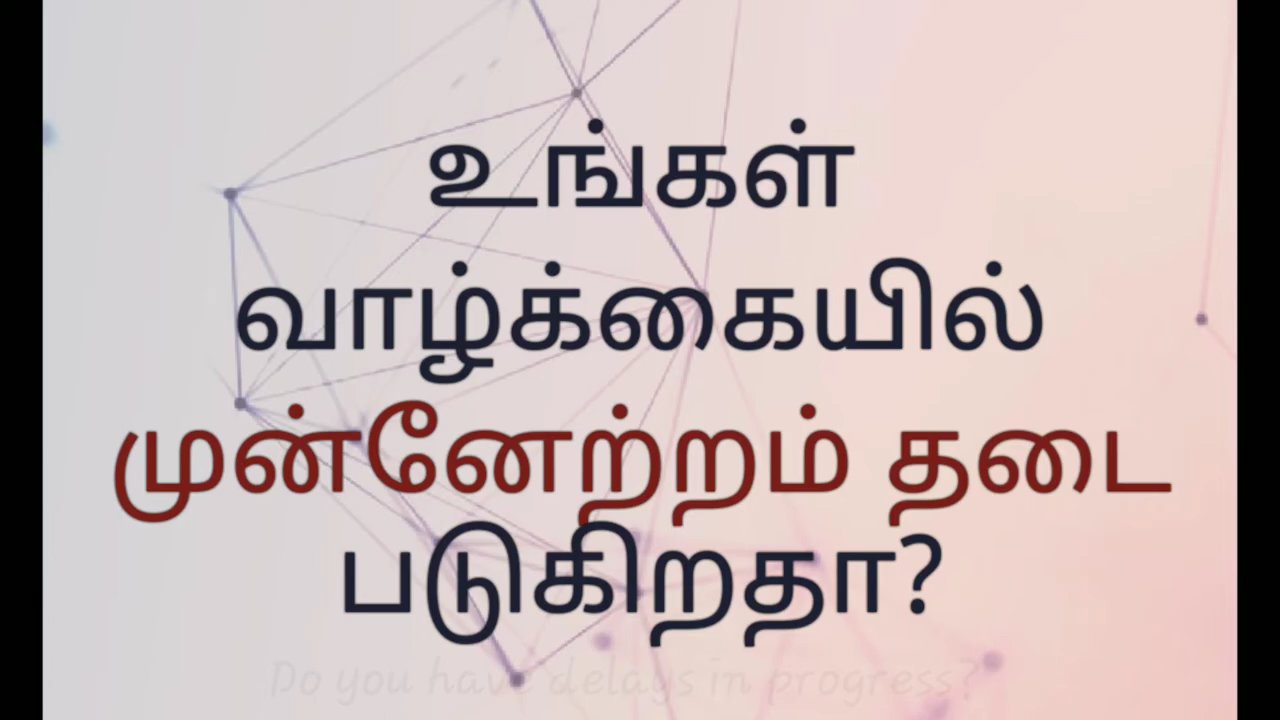 உங்கள்
வாழ்க்கையில்
முன்னேற்றம் தடை
படுகிறதா?
Do you have delays in progress?